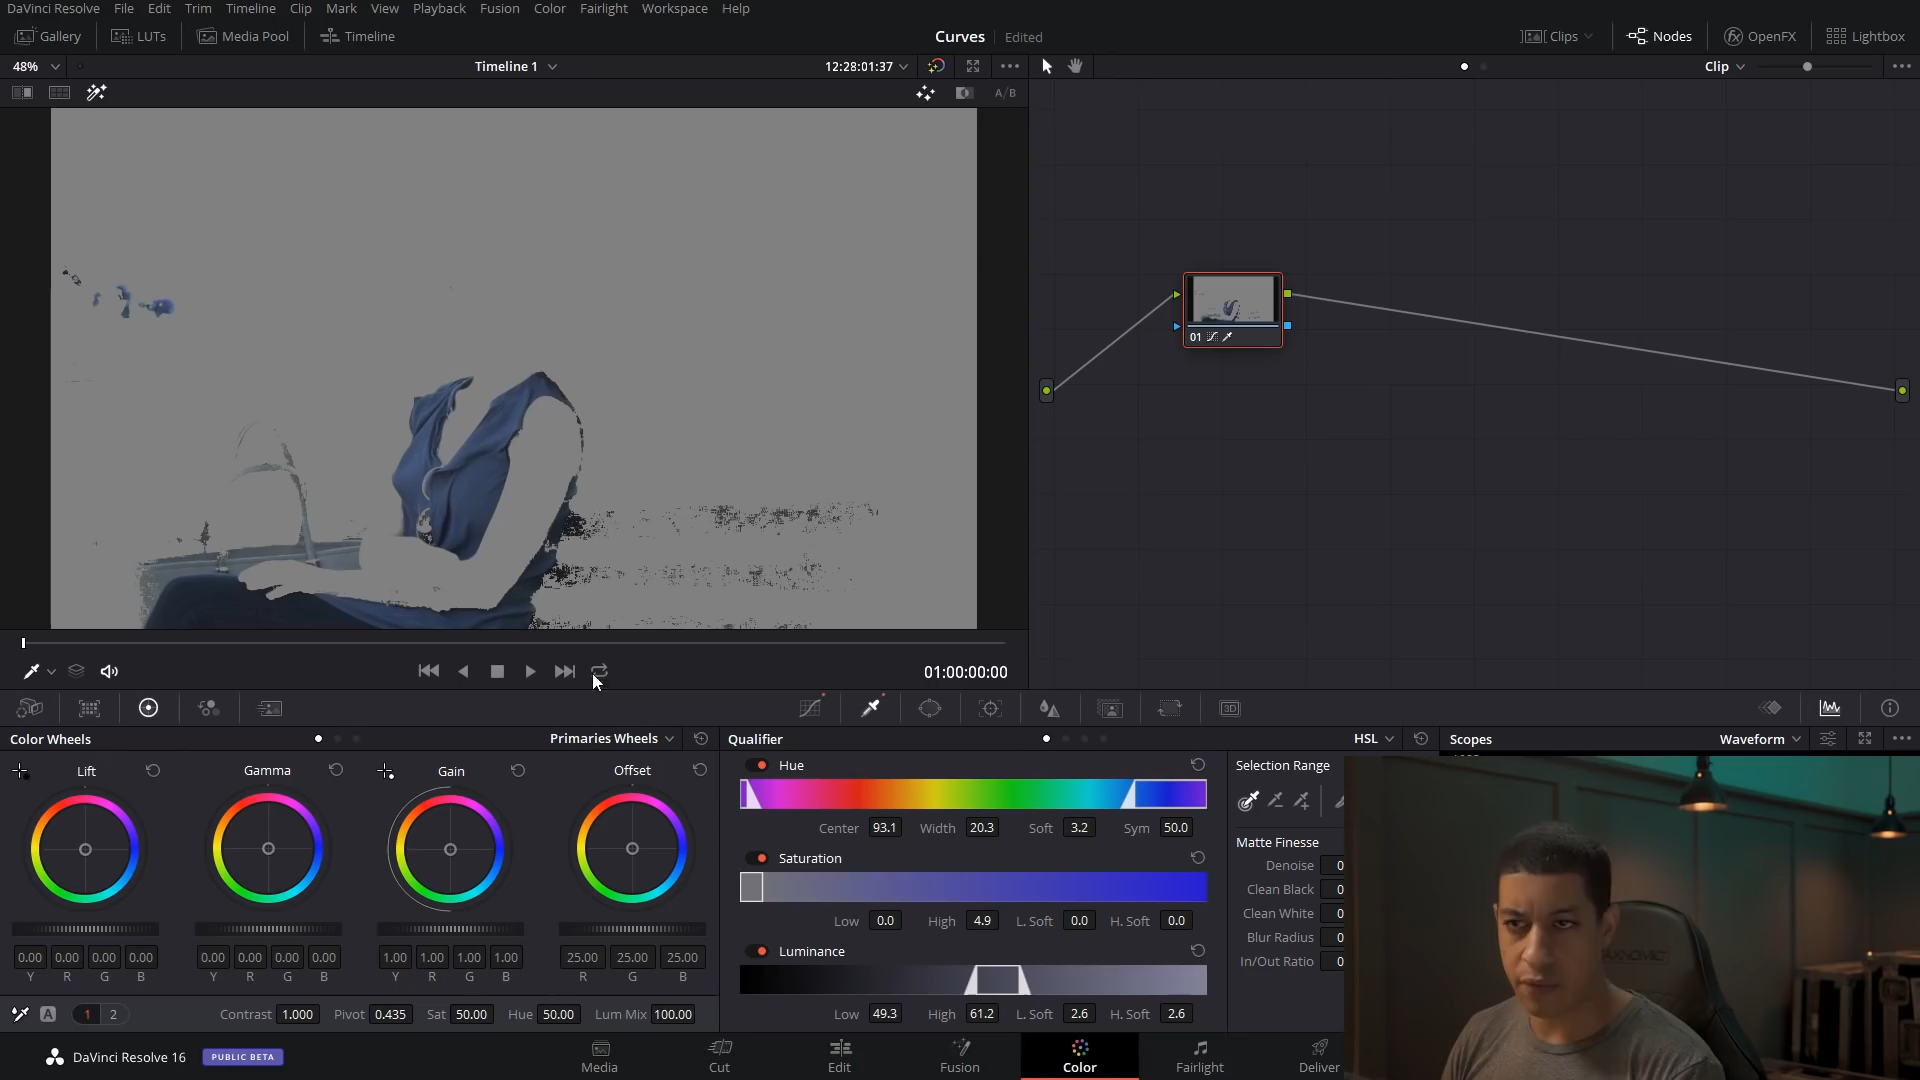 DaVinci Resolve File Edit Trim Timeline Clip Mark View Playback Fusion Color Fairlight Workspace Help
Gallery LUTs Media Pool Timeline Curves Edited Clips Nodes OpenFX Lightbox
48% Timeline 1 12:28:01:37 Clip
A/B
01
01:00:00:00
3D
Color Wheels Primaries Wheels Qualifier HSL Scopes Waveform
Lift Gamma Gain Offset
Hue
Center 93.1 Width 20.3 Soft 3.2 Sym 50.0
Saturation
Low 0.0 High 4.9 L. Soft 0.0 H. Soft 0.0
Luminance
Low 49.3 High 61.2 L. Soft 2.6 H. Soft 2.6
Selection Range
Matte Finesse
Denoise 0
Clean Black 0
Clean White 0
Blur Radius 0
In/Out Ratio 0
0.00 0.00 0.00 0.00 0.00 0.00 0.00 0.00 1.00 1.00 1.00 1.00 25.00 25.00 25.00
Y R G B Y R G B Y R G B R G B
A 1 2 Contrast 1.000 Pivot 0.435 Sat 50.00 Hue 50.00 Lum Mix 100.00
DaVinci Resolve 16 PUBLIC BETA
Media Cut Edit Fusion Color Fairlight Deliver